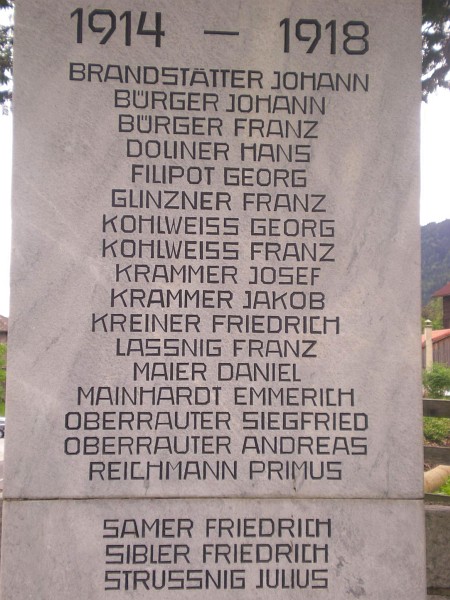 1914 — 1918
BRANDSTÄTTER JOHANN
BÜRGER JOHANN
BÜRGER FRANZ
DOLINER HANS
FILIPOT GEORG
GLINZNER FRANZ
KOHLWEISS GEORG
KOHLWEISS FRANZ
KRAMMER JOSEF
KRAMMER JAKOB
KREINER FRIEDRICH
LASSNIG FRANZ
MAIER DANIEL
MAINHARDT EMMERICH
OBERRAUTER SIEGFRIED
OBERRAUTER ANDREAS
REICHMANN PRIMUS
SAMER FRIEDRICH
SIBLER FRIEDRICH
STRUSSNIG JULIUS